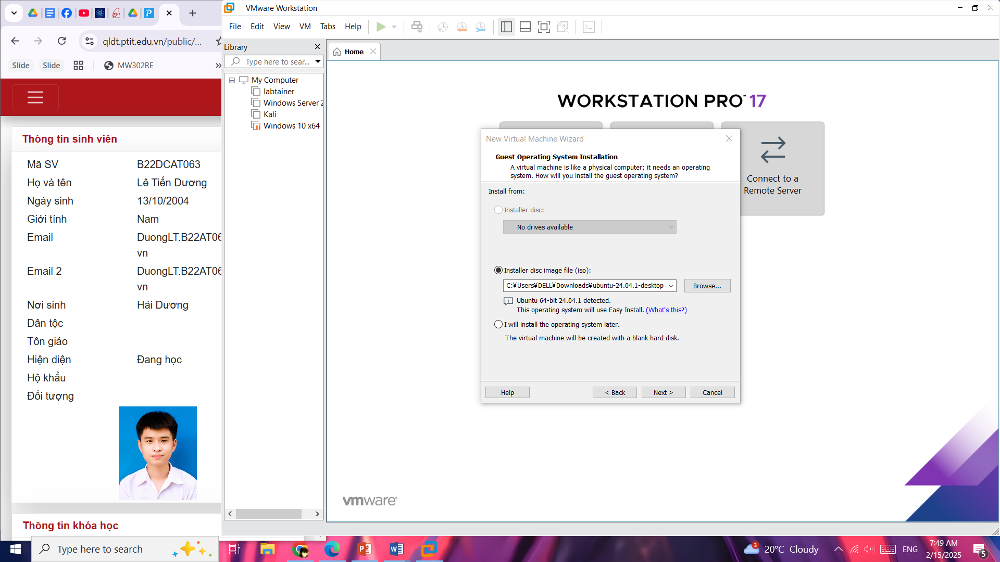 qldt.ptit.edu.vn/public/...
Slide
Slide
MW302RE
»
Thông tin sinh viên
Mã SV B22DCAT063
Họ và tên Lê Tiến Dương
Ngày sinh 13/10/2004
Giới tính Nam
Email DuongLT.B22AT06
vn
Email 2 DuongLT.B22AT06
vn
Nơi sinh Hải Dương
Dân tộc
Tôn giáo
Hiện diện Đang học
Hộ khẩu
Đối tượng
Thông tin khóa học
VMware Workstation
File Edit View VM Tabs Help
Library
Type here to sear...
My Computer
labtainer
Windows Server 2
Kali
Windows 10 x64
Home
WORKSTATION PRO™ 17
Connect to a
Remote Server
New Virtual Machine Wizard
Guest Operating System Installation
A virtual machine is like a physical computer; it needs an operating
system. How will you install the guest operating system?
Install from:
Installer disc:
No drives available
Installer disc image file (iso):
C:¥Users¥DELL¥Downloads¥ubuntu-24.04.1-desktop
Browse...
Ubuntu 64-bit 24.04.1 detected.
This operating system will use Easy Install. (What's this?)
I will install the operating system later.
The virtual machine will be created with a blank hard disk.
Help
< Back
Next >
Cancel
vmware
Type here to search
3
20°C Cloudy
ENG
7:49 AM
2/15/2025
5